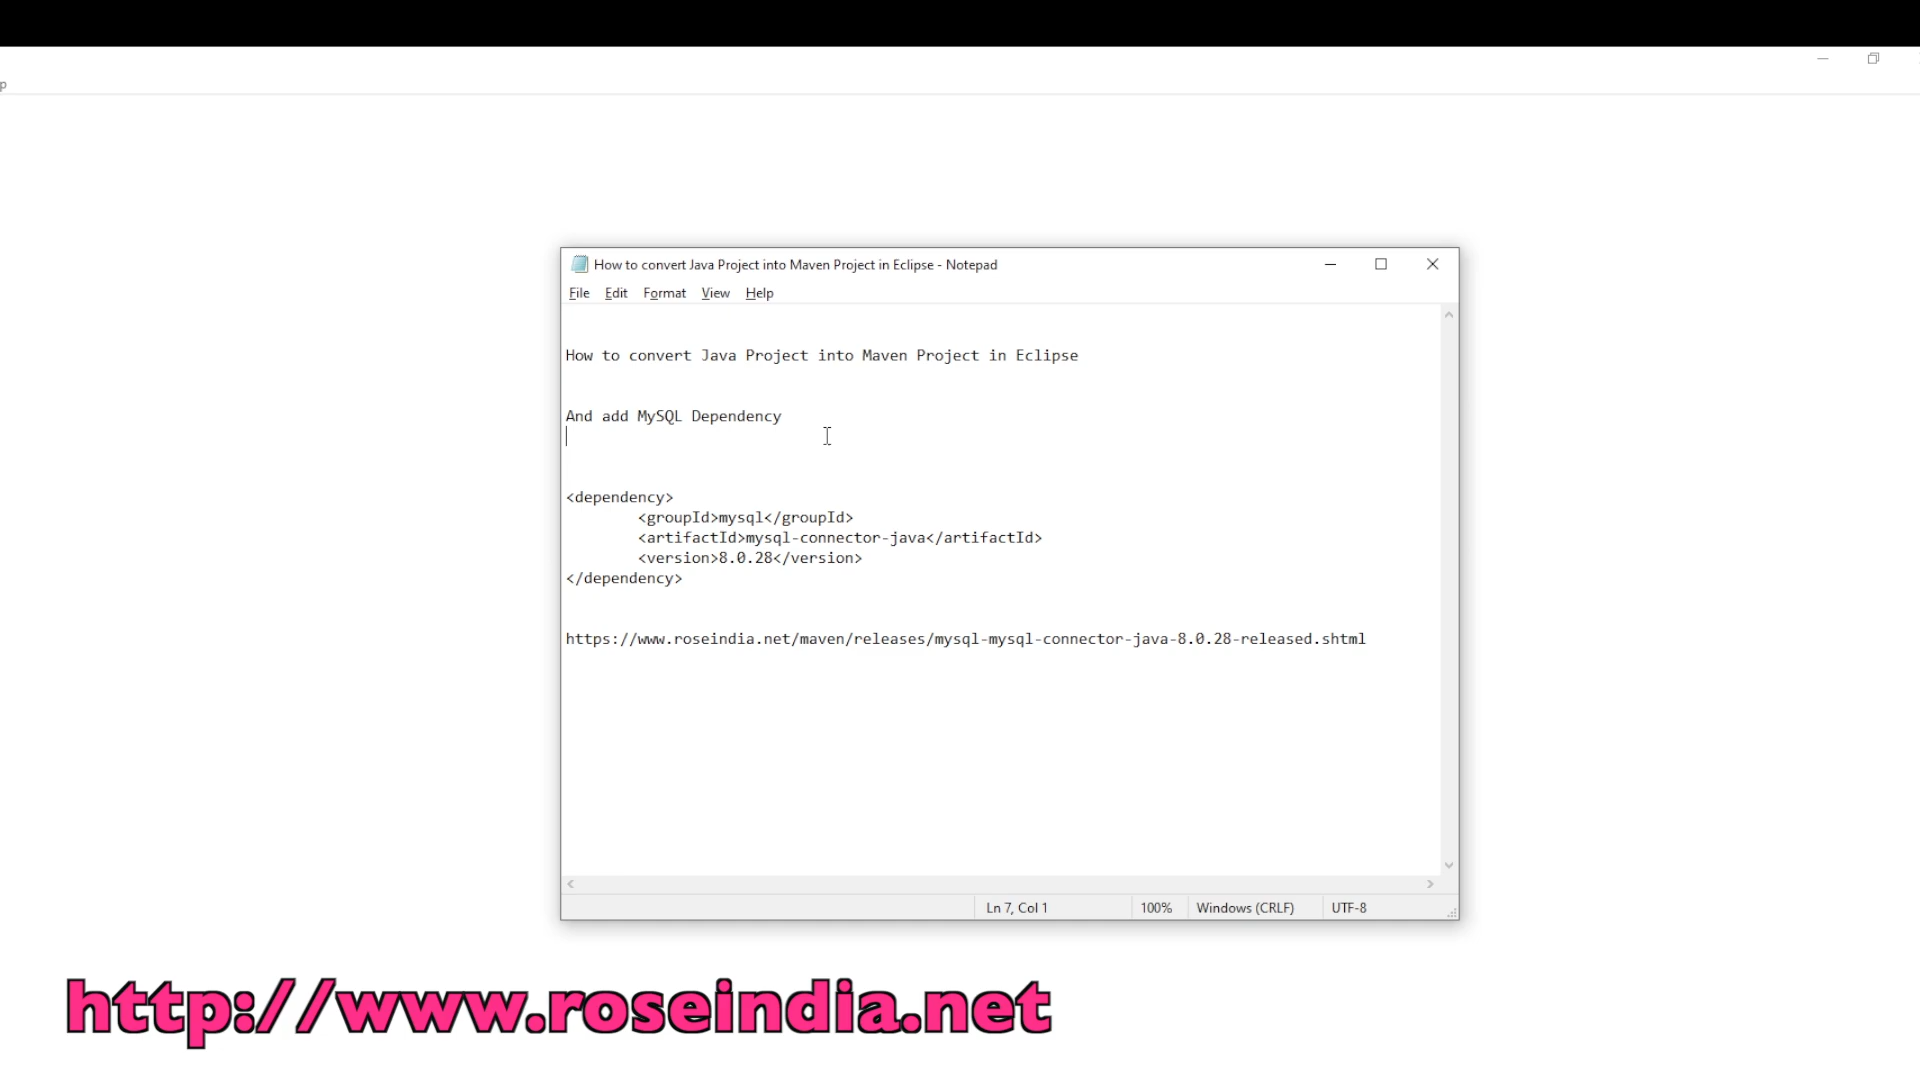 p
How to convert Java Project into Maven Project in Eclipse - Notepad
File Edit Format View Help
How to convert Java Project into Maven Project in Eclipse
And add MySQL Dependency
<dependency>
<groupId>mysql</groupId>
<artifactId>mysql-connector-java</artifactId>
<version>8.0.28</version>
</dependency>
https://www.roseindia.net/maven/releases/mysql-mysql-connector-java-8.0.28-released.shtml
Ln 7, Col 1 100% Windows (CRLF) UTF-8
http://www.roseindia.net